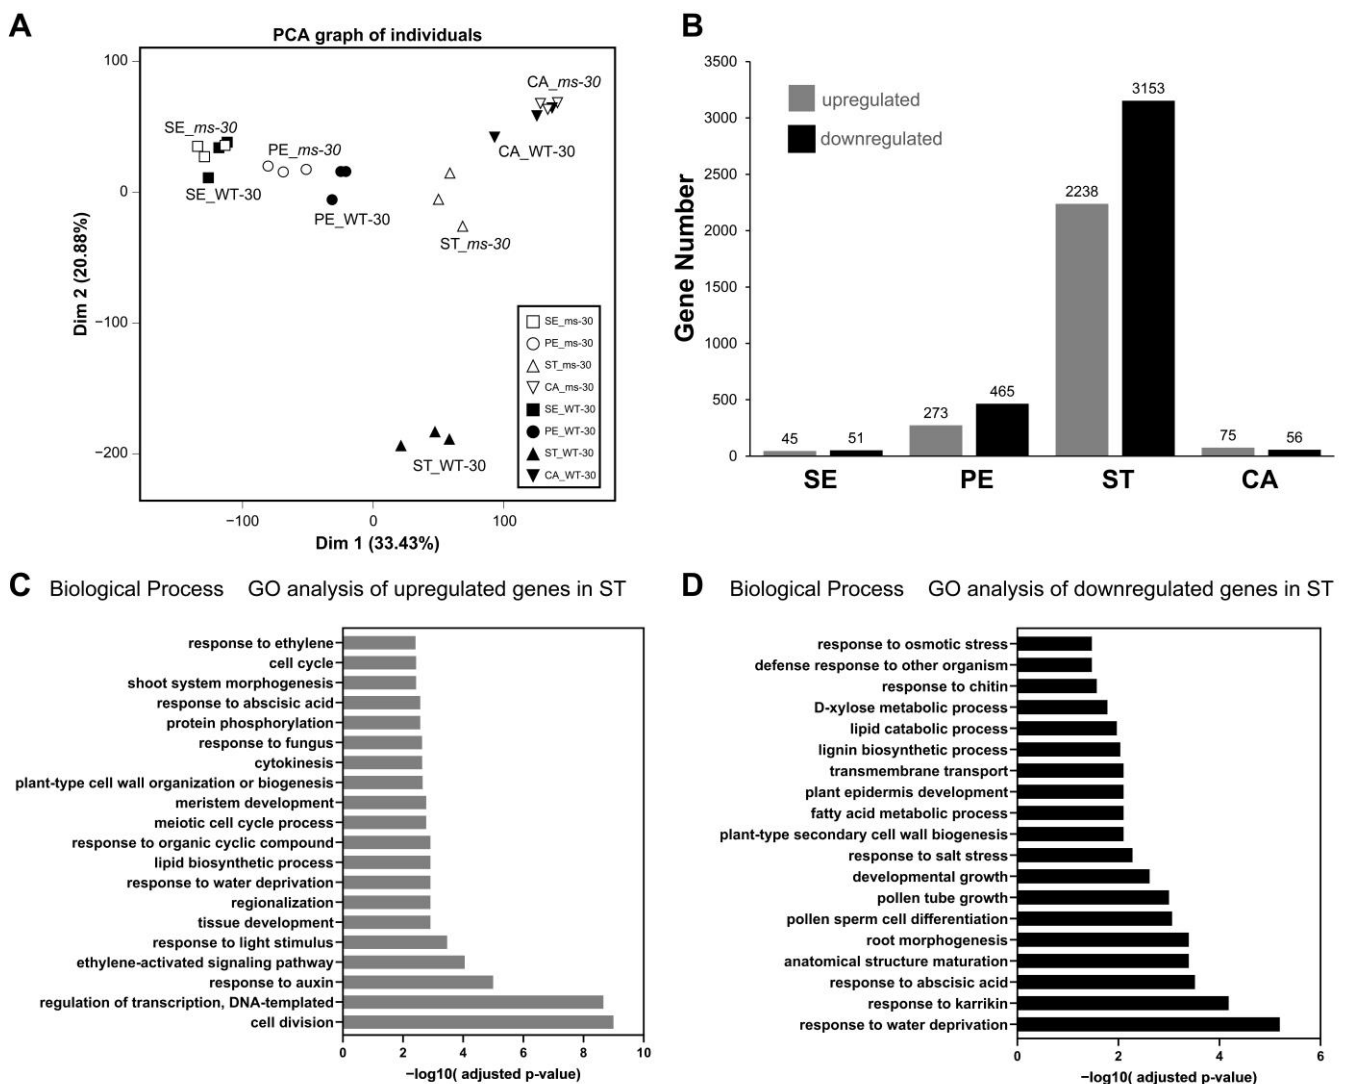 A
PCA graph of individuals
100
0
−100
−200
Dim 2 (20.88%)
SE_ms-30
SE_WT-30
PE_ms-30
PE_WT-30
CA_ms-30
CA_WT-30
ST_ms-30
ST_WT-30
SE_ms-30
PE_ms-30
ST_ms-30
CA_ms-30
SE_WT-30
PE_WT-30
ST_WT-30
CA_WT-30
−100
0
100
Dim 1 (33.43%)
B
Gene Number
3500
3000
2500
2000
1500
1000
500
0
upregulated
downregulated
45
51
273
465
2238
3153
75
56
SE
PE
ST
CA
C
Biological Process GO analysis of upregulated genes in ST
response to ethylene
cell cycle
shoot system morphogenesis
response to abscisic acid
protein phosphorylation
response to fungus
cytokinesis
plant-type cell wall organization or biogenesis
meristem development
meiotic cell cycle process
response to organic cyclic compound
lipid biosynthetic process
response to water deprivation
regionalization
tissue development
response to light stimulus
ethylene-activated signaling pathway
response to auxin
regulation of transcription, DNA-templated
cell division
0 2 4 6 8 10
−log10( adjusted p-value)
D
Biological Process GO analysis of downregulated genes in ST
response to osmotic stress
defense response to other organism
response to chitin
D-xylose metabolic process
lipid catabolic process
lignin biosynthetic process
transmembrane transport
plant epidermis development
fatty acid metabolic process
plant-type secondary cell wall biogenesis
response to salt stress
developmental growth
pollen tube growth
pollen sperm cell differentiation
root morphogenesis
anatomical structure maturation
response to abscisic acid
response to karrikin
response to water deprivation
0 2 4 6
−log10( adjusted p-value)